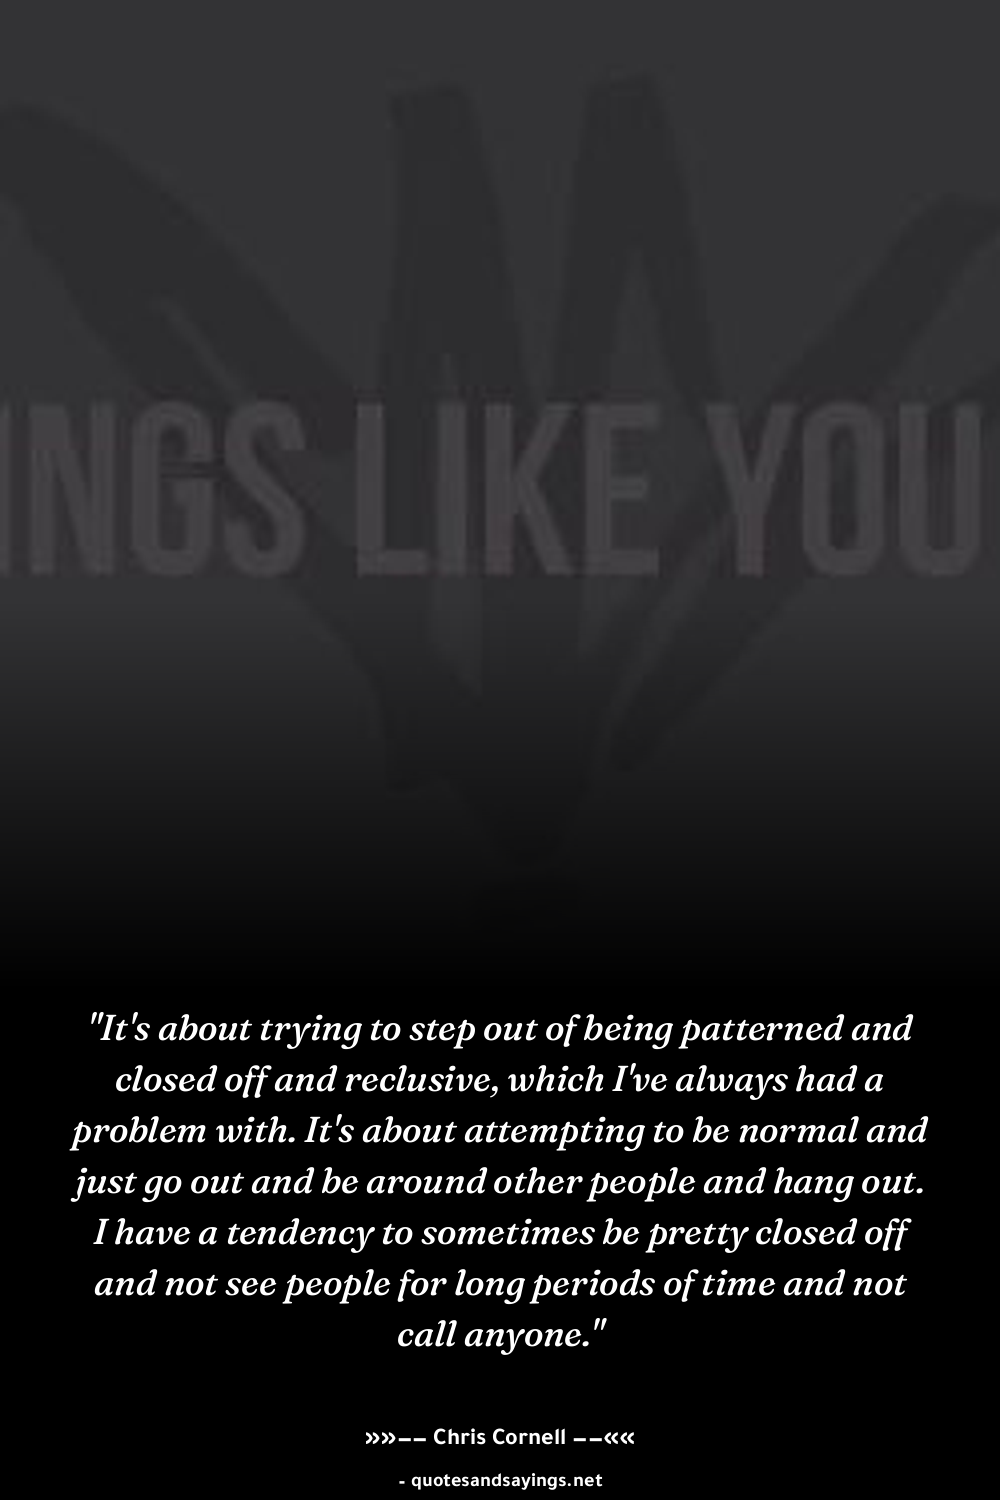 INGS LIKE YOU
"It's about trying to step out of being patterned and
closed off and reclusive, which I've always had a
problem with. It's about attempting to be normal and
just go out and be around other people and hang out.
I have a tendency to sometimes be pretty closed off
and not see people for long periods of time and not
call anyone."
»»−− Chris Cornell −−««
- quotesandsayings.net